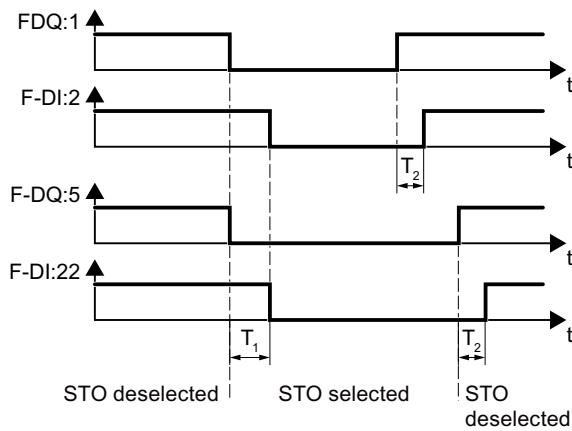 FDQ:1
t
F-DI:2
t
T2
F-DQ:5
t
F-DI:22
t
T1
T2
STO deselected STO selected STO deselected